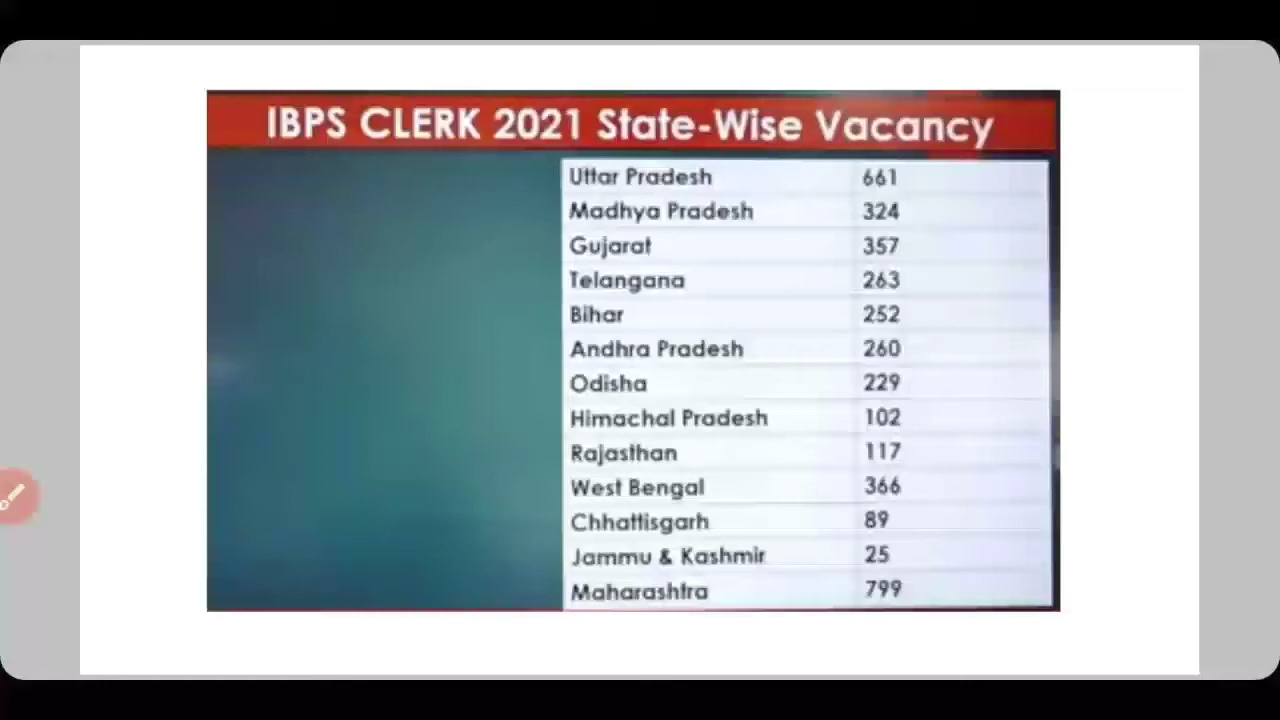 IBPS CLERK 2021 State-Wise Vacancy
Uttar Pradesh 661
Madhya Pradesh 324
Gujarat 357
Telangana 263
Bihar 252
Andhra Pradesh 260
Odisha 229
Himachal Pradesh 102
Rajasthan 117
West Bengal 366
Chhattisgarh 89
Jammu & Kashmir 25
Maharashtra 799